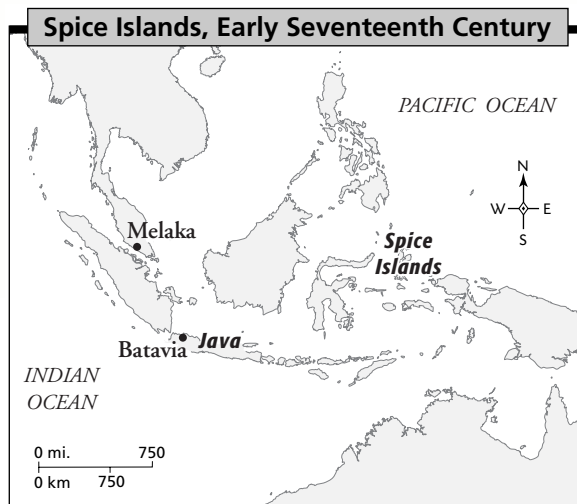 Spice Islands, Early Seventeenth Century
PACIFIC OCEAN
N
W E
S
Melaka
Spice
Islands
Batavia
Java
INDIAN
OCEAN
0 mi. 750
0 km 750